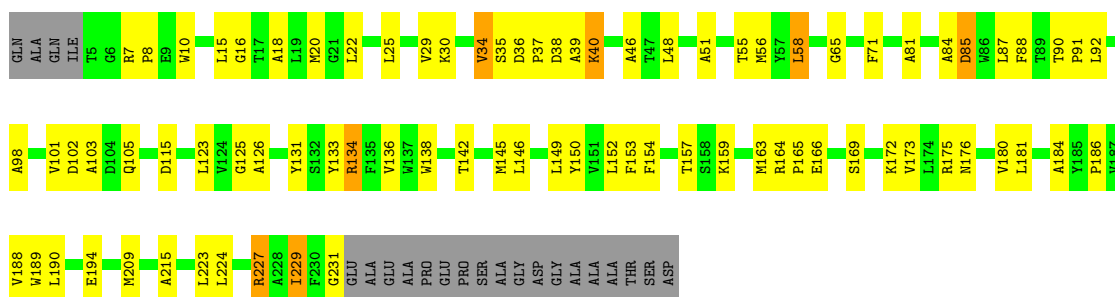 GLN ALA GLN ILE T5 G6 R7 P8 E9 W10 L15 G16 T17 A18 L19 M20 G21 L22 L25 V29 K30 V34 S35 D36 P37 D38 A39 K40 A46 T47 L48 A51 T55 M56 Y57 L58 G65 F71 A81 A84 D85 W86 L87 F88 T89 T90 P91 L92
A98 V101 D102 A103 D104 Q105 D115 L123 V124 G125 A126 Y131 S132 Y133 R134 F135 V136 W137 W138 T142 M145 L146 L149 Y150 V151 L152 F153 F154 T157 S158 K159 M163 R164 P165 E166 S169 K172 V173 L174 R175 N176 V180 L181 A184 Y185 P186 V187
V188 W189 L190 E194 M209 A215 L223 L224 R227 A228 I229 F230 G231 GLU ALA GLU ALA PRO GLU PRO SER ALA GLY ASP GLY ALA ALA ALA THR SER ASP